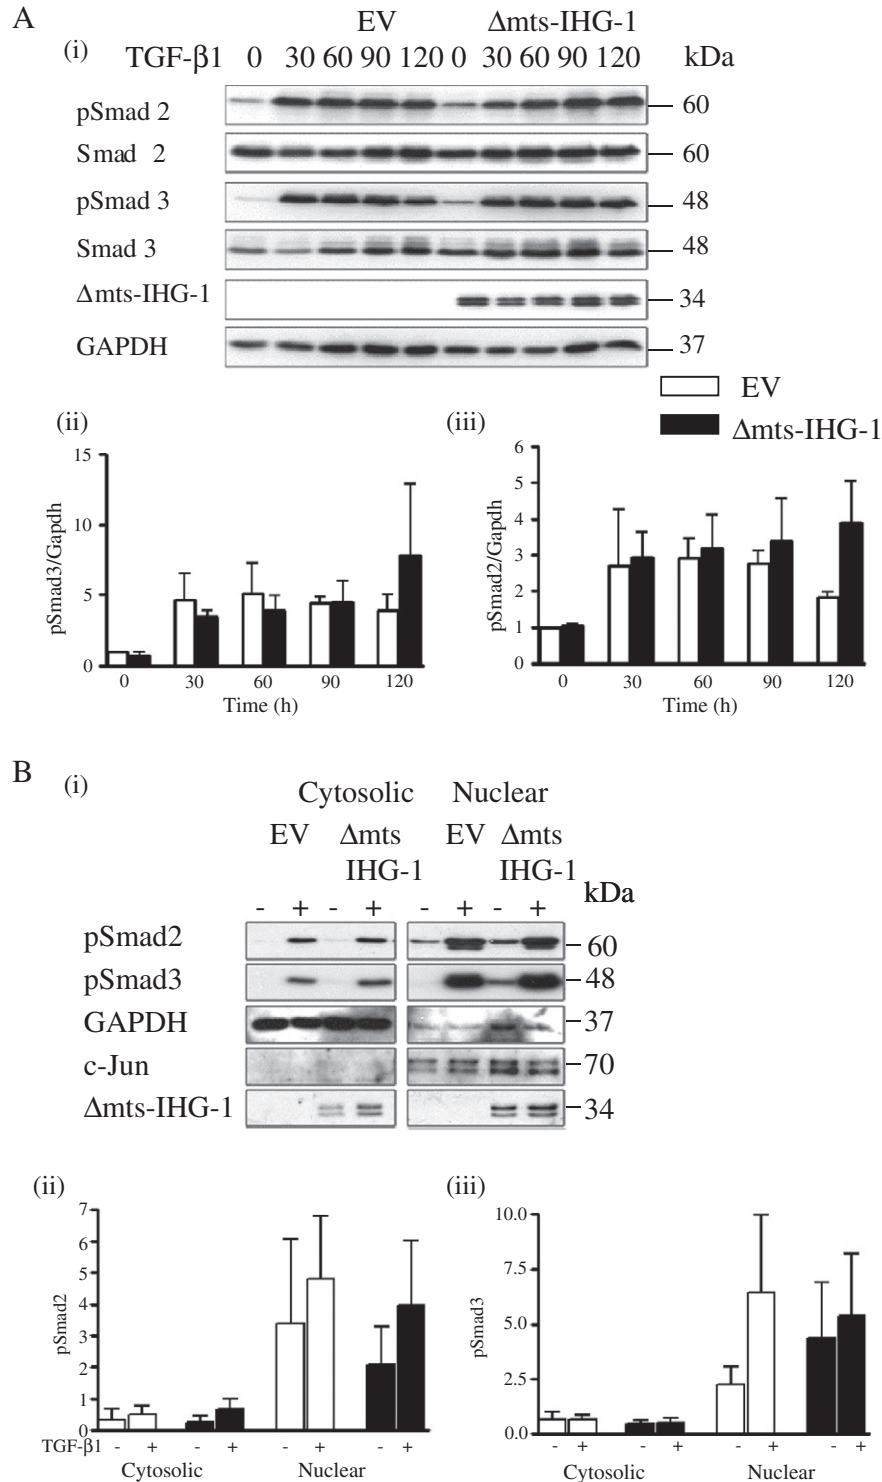 A
EV Δmts-IHG-1
(i)
TGF-β1 0 30 60 90 120 0 30 60 90 120 kDa
pSmad 2 60
Smad 2 60
pSmad 3 48
Smad 3 48
Δmts-IHG-1 34
GAPDH 37
EV
Δmts-IHG-1
(ii)
15
10
5
0
pSmad3/Gapdh
0 30 60 90 120
Time (h)
(iii)
6
5
4
3
2
1
0
pSmad2/Gapdh
0 30 60 90 120
Time (h)
B
(i)
Cytosolic Nuclear
EV Δmts EV Δmts
IHG-1 IHG-1
kDa
- + - + - + - +
pSmad2 60
pSmad3 48
GAPDH 37
c-Jun 70
Δmts-IHG-1 34
(ii)
7
6
5
4
3
2
1
0
pSmad2
TGF-β1 - + - + - + - +
Cytosolic Nuclear
(iii)
10.0
7.5
5.0
2.5
0.0
pSmad3
- + - + - + - +
Cytosolic Nuclear